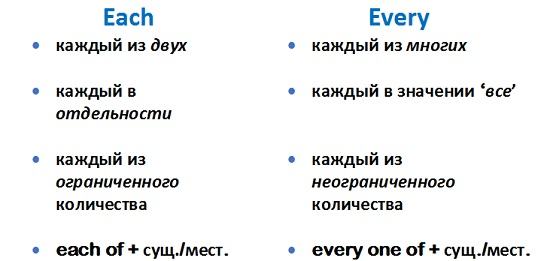 Each
• каждый из двух
• каждый в
отдельности
• каждый из
ограниченного
количества
• each of + сущ./мест.
Every
• каждый из многих
• каждый в значении ‘все’
• каждый из
неограниченного
количества
• every one of + сущ./мест.